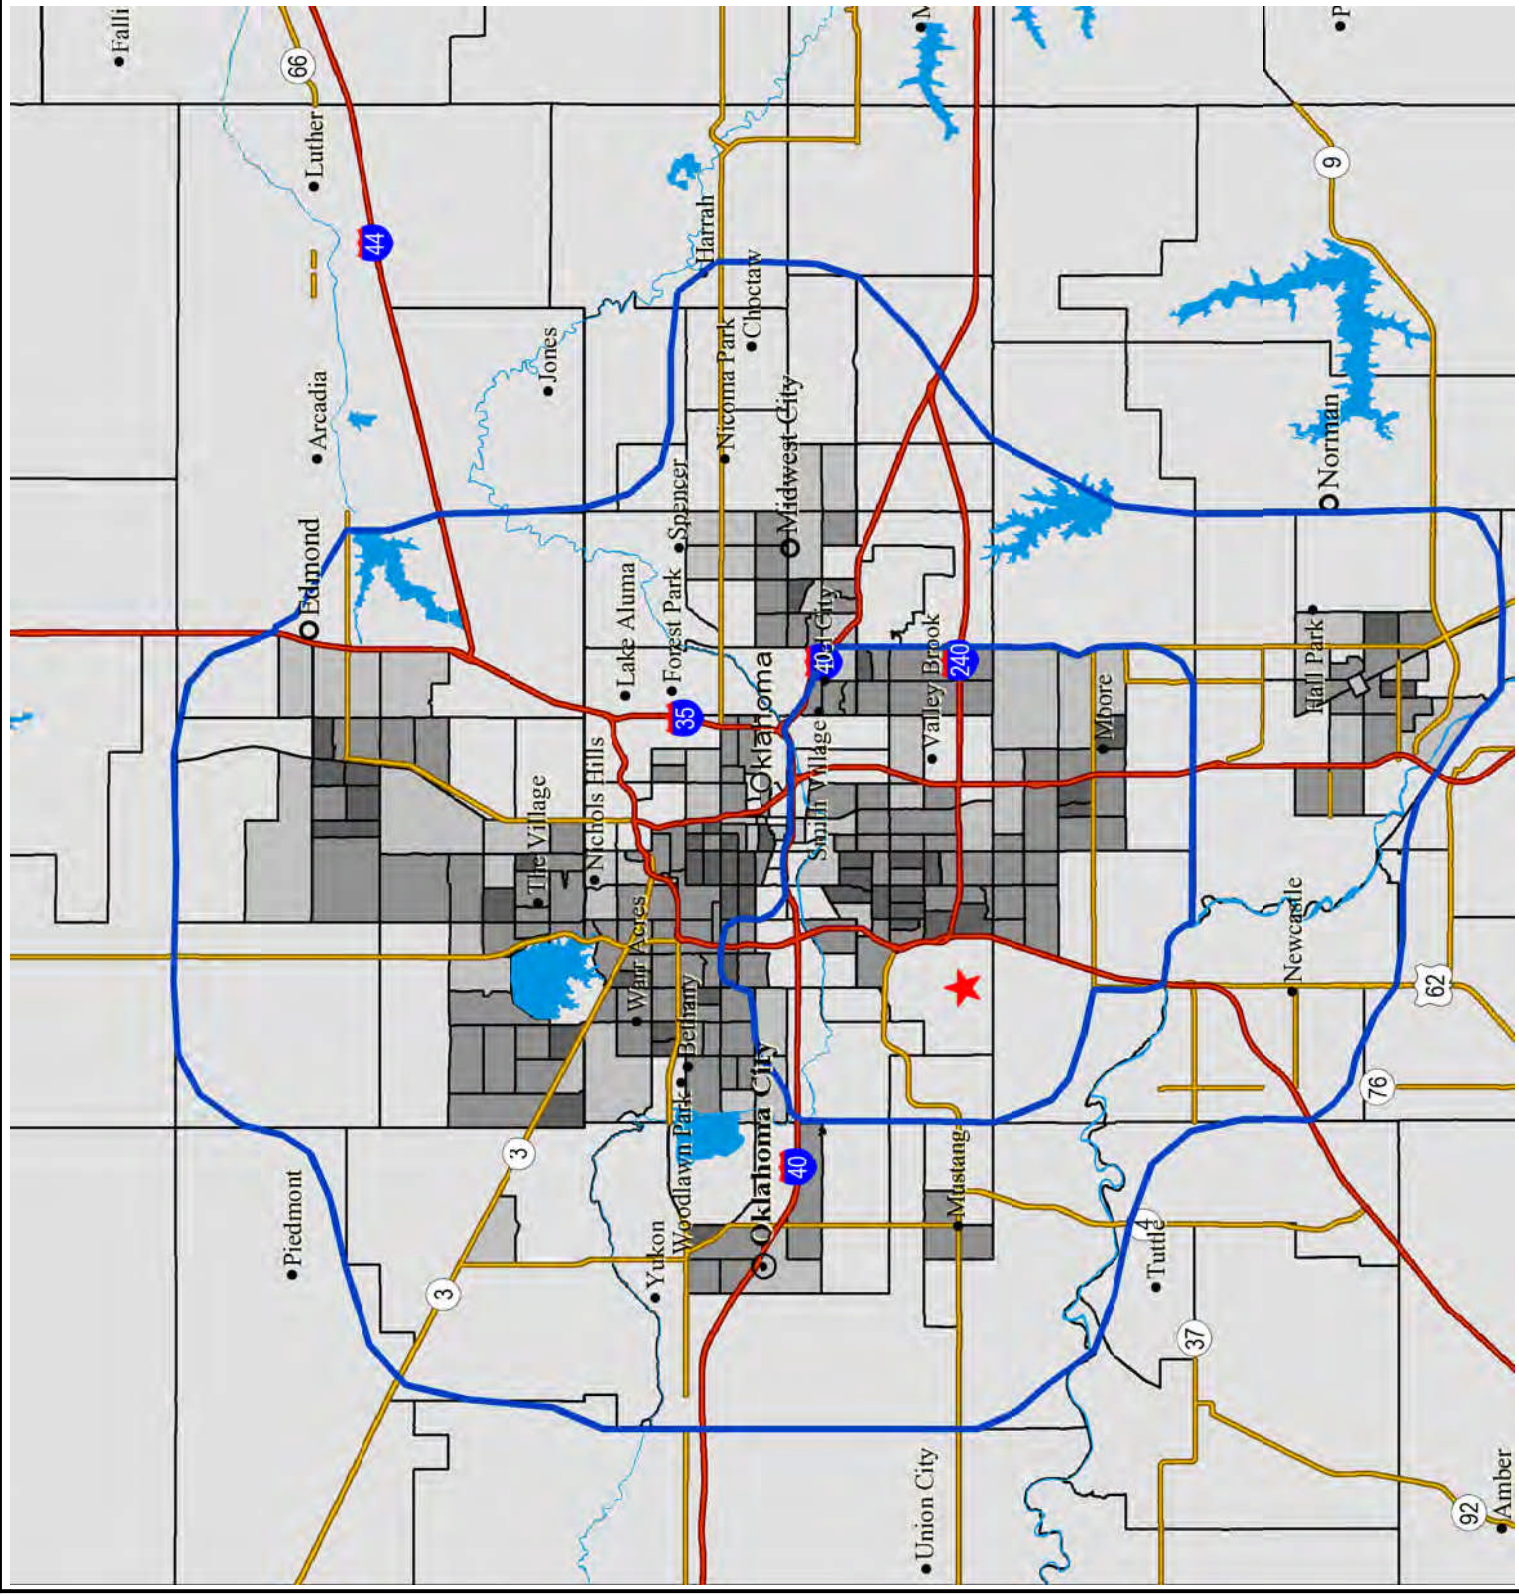 Falli
66
Luther
44
Arcadia
Edmond
Piedmont
3
3
Jones
Harrah
Choctaw
Nicoma Park
Midwest City
Spencer
Forest Park
Lake Aluma
35
Oklahoma
Nichols Hills
The Village
Warr Acres
Bethany
Woodlawn Park
Yukon
Oklahoma City
40
40
City
Smith Village
Valley Brook
240
Moore
Mustang
Union City
M
P
9
Norman
Hall Park
Newcastle
62
76
4
Tuttle
37
92
Amber